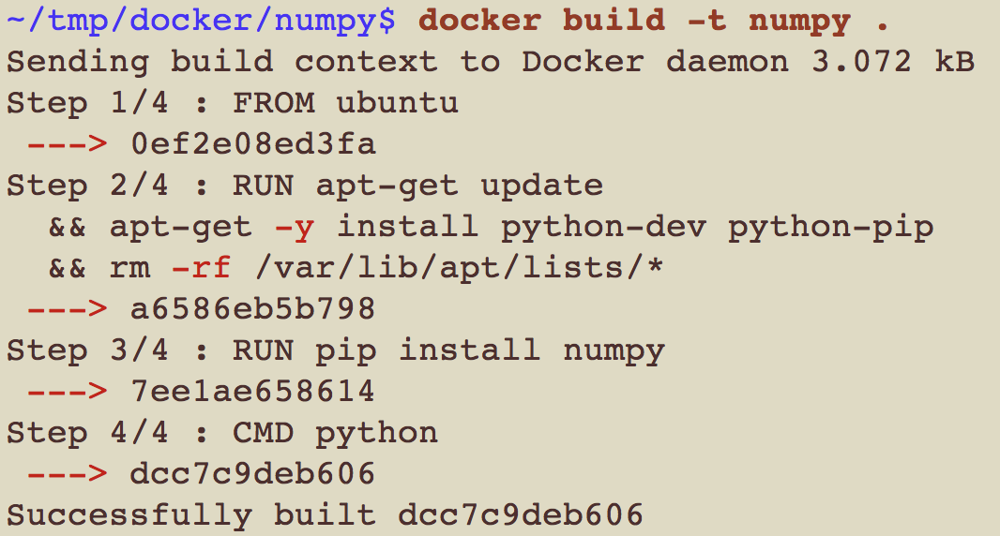 ~/tmp/docker/numpy$ docker build -t numpy .
Sending build context to Docker daemon 3.072 kB
Step 1/4 : FROM ubuntu
 ---> 0ef2e08ed3fa
Step 2/4 : RUN apt-get update
  && apt-get -y install python-dev python-pip
  && rm -rf /var/lib/apt/lists/*
 ---> a6586eb5b798
Step 3/4 : RUN pip install numpy
 ---> 7ee1ae658614
Step 4/4 : CMD python
 ---> dcc7c9deb606
Successfully built dcc7c9deb606